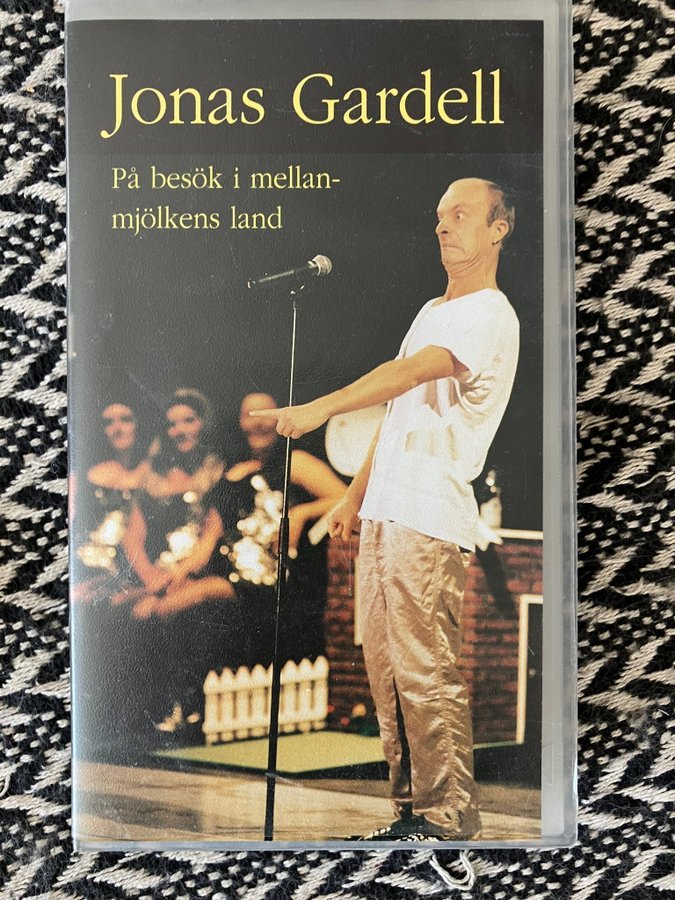 Jonas Gardell
På besök i mellan-
mjölkens land